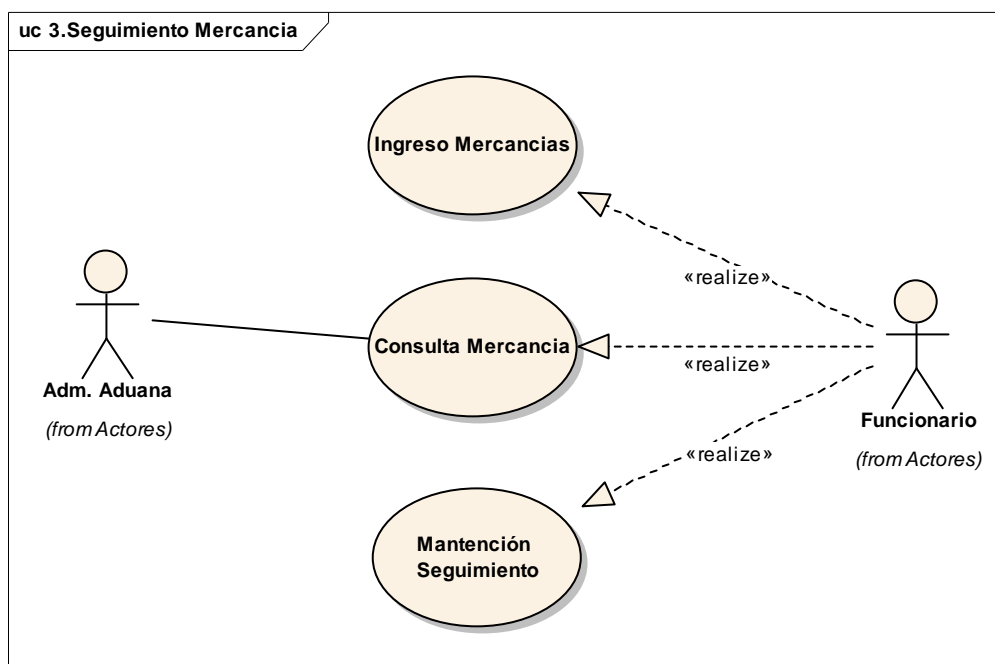 uc 3.Seguimiento Mercancia
Ingreso Mercancias
«realize»
Consulta Mercancia
«realize»
Adm. Aduana
(from Actores)
Funcionario
(from Actores)
«realize»
Mantención
Seguimiento